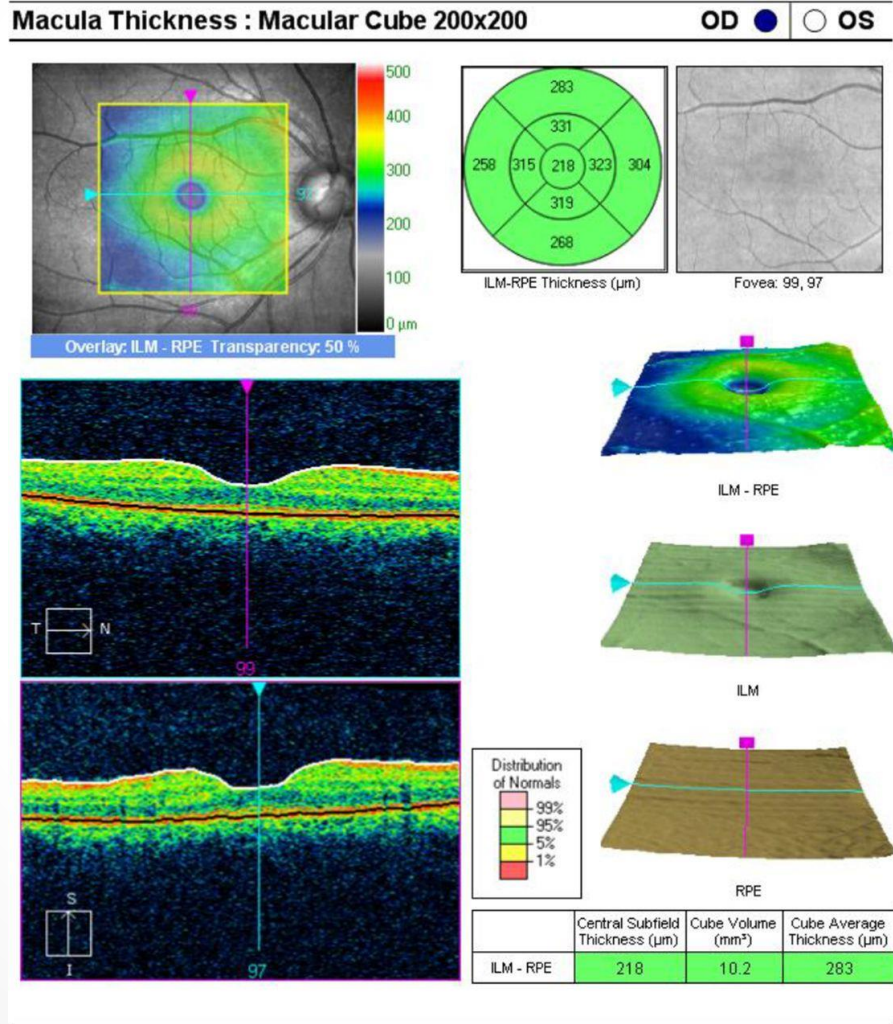 Macula Thickness : Macular Cube 200x200 OD OS
500
400
300
200
100
0 µm
97
Overlay: ILM - RPE Transparency: 50 %
283
331
258 315 218 323 304
319
268
ILM-RPE Thickness (µm)
Fovea: 99, 97
ILM - RPE
T N
99
ILM
S
I
97
Distribution
of Normals
99%
95%
5%
1%
RPE
Central Subfield
Thickness (µm)
Cube Volume
(mm³)
Cube Average
Thickness (µm)
ILM - RPE 218 10.2 283